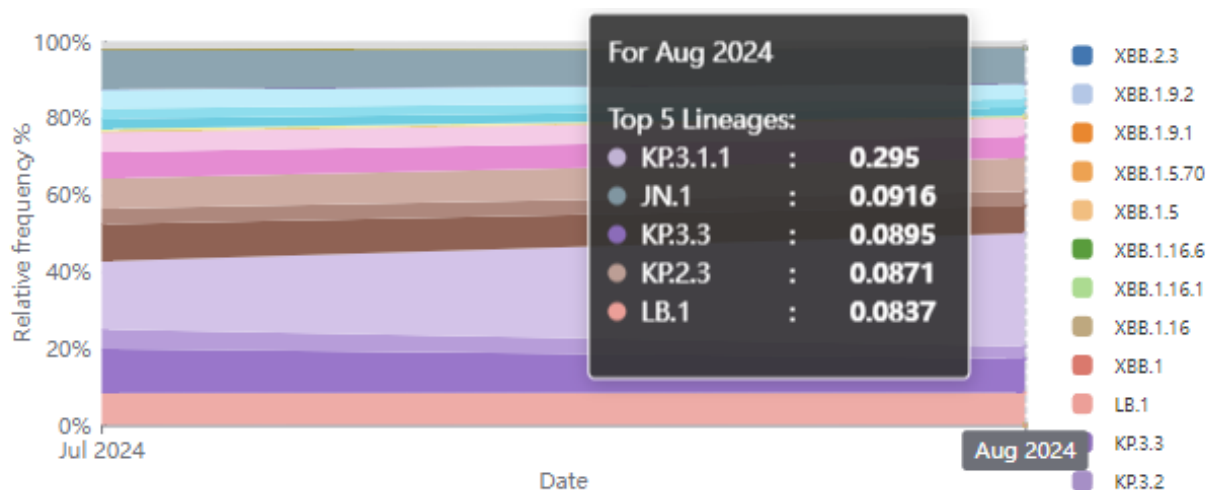 100%
80%
60%
40%
20%
0%
Relative frequency %
Jul 2024
Aug 2024
Date
For Aug 2024
Top 5 Lineages:
KP.3.1.1 : 0.295
JN.1 : 0.0916
KP.3.3 : 0.0895
KP.2.3 : 0.0871
LB.1 : 0.0837
XBB.2.3
XBB.1.9.2
XBB.1.9.1
XBB.1.5.70
XBB.1.5
XBB.1.16.6
XBB.1.16.1
XBB.1.16
XBB.1
LB.1
KP.3.3
KP.3.2